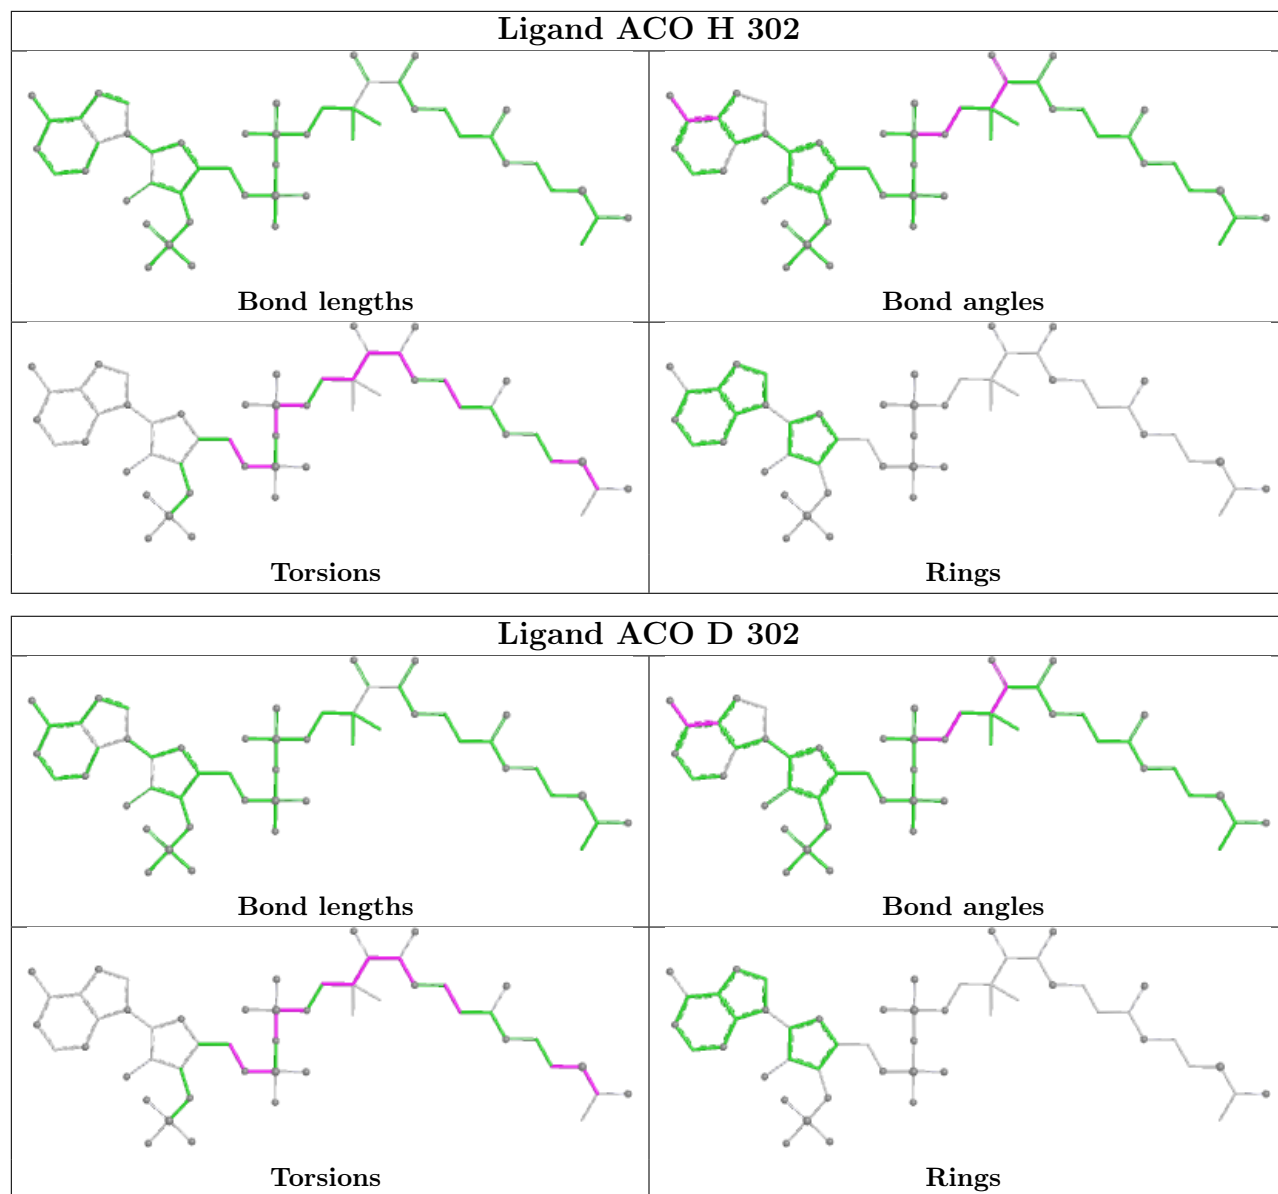 Ligand ACO H 302
Bond lengths
Bond angles
Torsions
Rings
Ligand ACO D 302
Bond lengths
Bond angles
Torsions
Rings